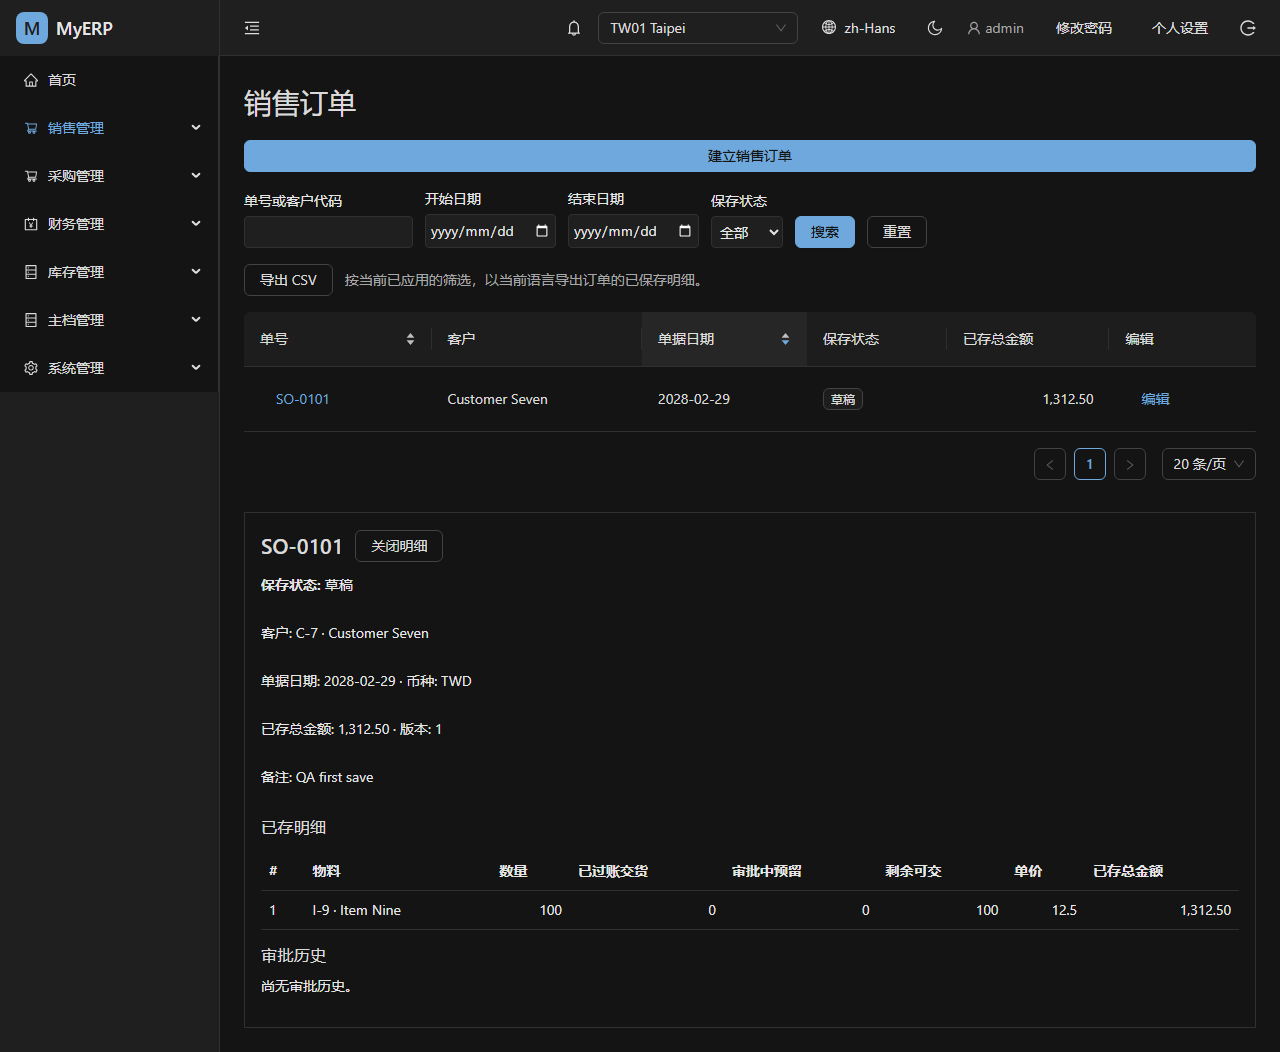 M MyERP
TW01 Taipei
zh-Hans
admin
修改密码
个人设置
首页
销售管理
采购管理
财务管理
库存管理
主档管理
系统管理
销售订单
建立销售订单
单号或客户代码
开始日期
结束日期
保存状态
yyyy/mm/dd
yyyy/mm/dd
全部
搜索
重置
导出 CSV
按当前已应用的筛选，以当前语言导出订单的已保存明细。
单号 客户 单据日期 保存状态 已存总金额 编辑
SO-0101 Customer Seven 2028-02-29 草稿 1,312.50 编辑
< 1 > 20 条/页
SO-0101 关闭明细
保存状态: 草稿
客户: C-7 · Customer Seven
单据日期: 2028-02-29 · 币种: TWD
已存总金额: 1,312.50 · 版本: 1
备注: QA first save
已存明细
# 物料 数量 已过账交货 审批中预留 剩余可交 单价 已存总金额
1 I-9 · Item Nine 100 0 0 100 12.5 1,312.50
审批历史
尚无审批历史。